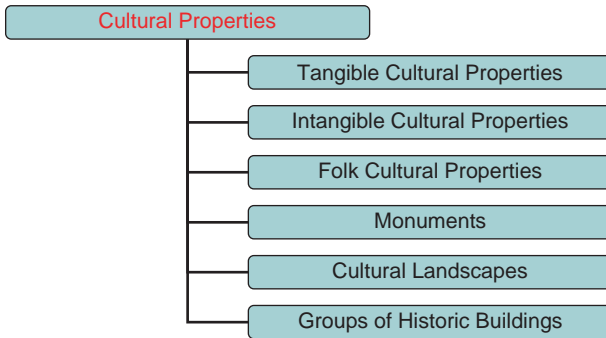 Cultural Properties
Tangible Cultural Properties
Intangible Cultural Properties
Folk Cultural Properties
Monuments
Cultural Landscapes
Groups of Historic Buildings